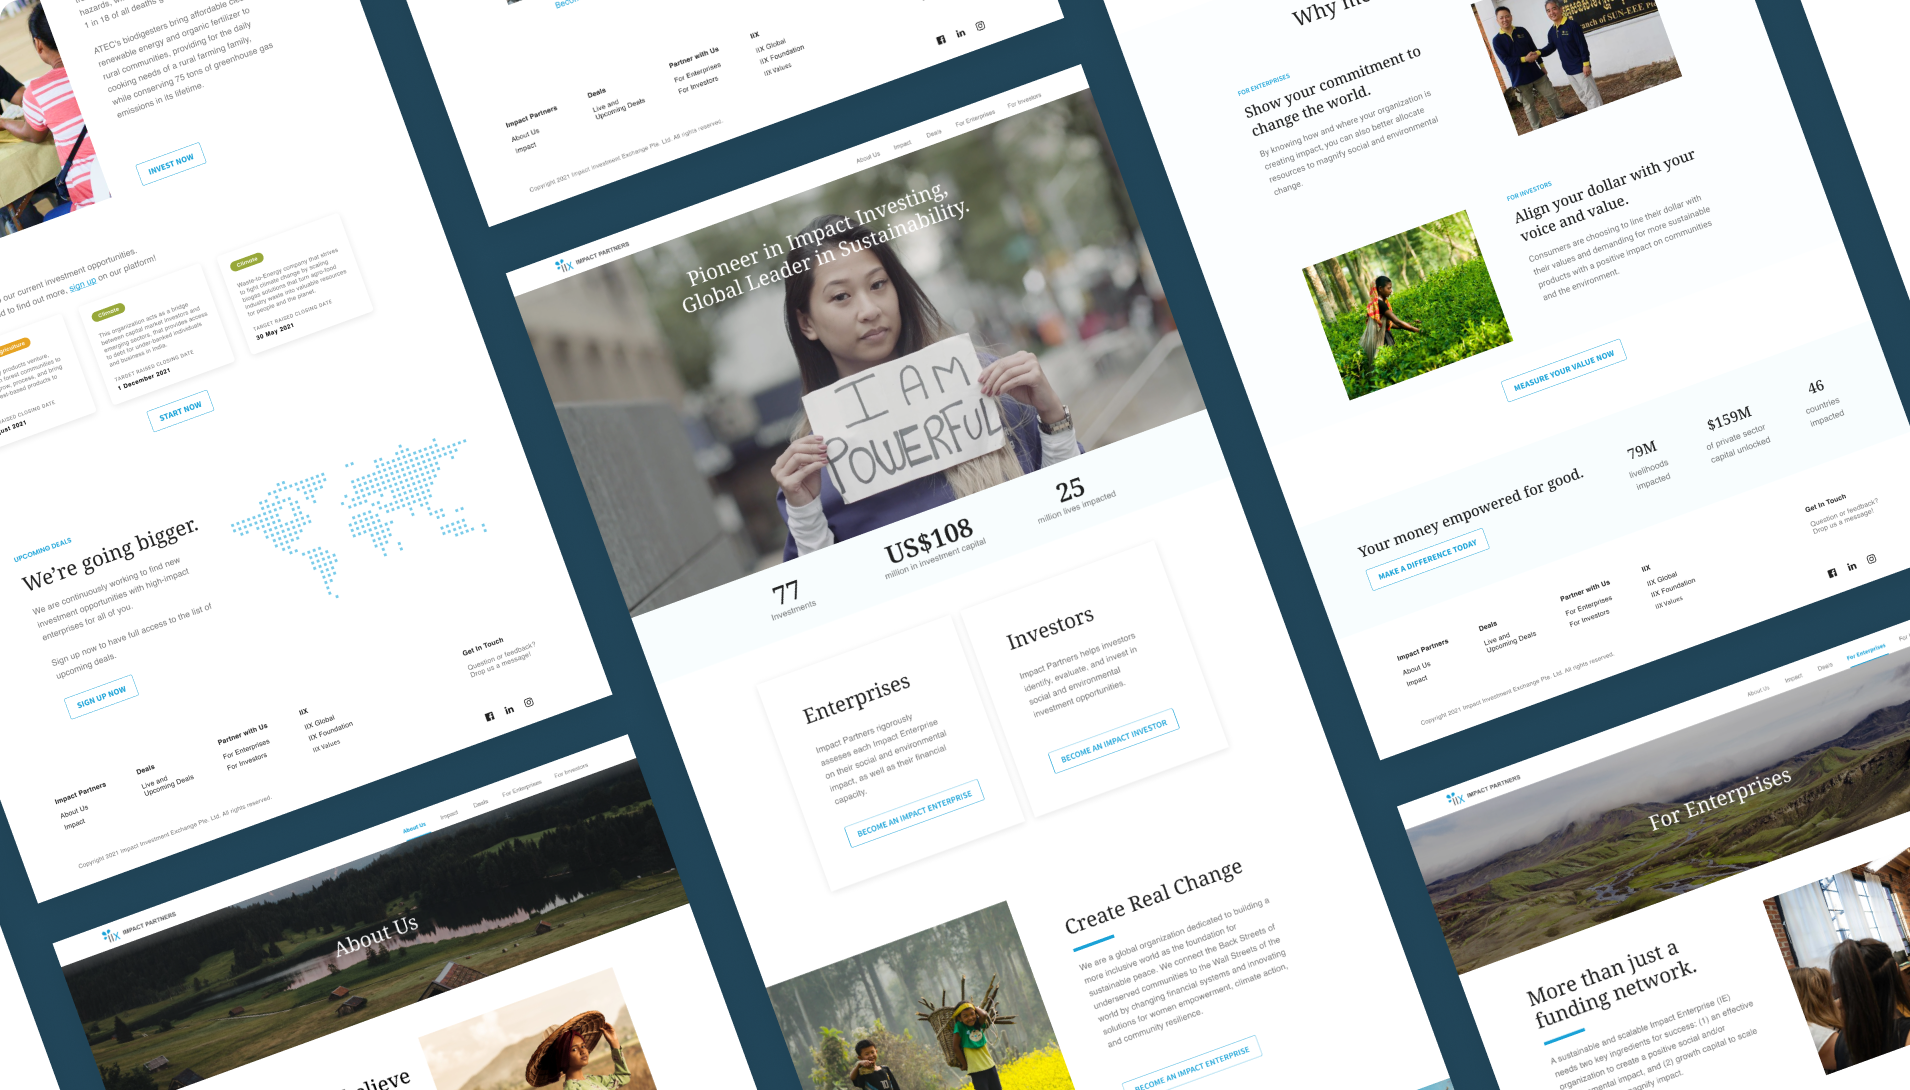 hazards,
1 in 18 of all deaths
ATEC's biodigesters bring affordable
renewable energy and organic fertilizer to
rural communities, providing for the daily
cooking needs of a rural farming family,
while conserving 75 tons of greenhouse gas
emissions in its lifetime.
INVEST NOW
our current investment opportunities.
to find out more, sign up on our platform!
products venture,
forest communities to
grow, process, and bring
products to
RAISED CLOSING DATE
2021
Climate
This organization acts as a bridge
between capital market investors and
emerging sectors, that provides access
to debt for under-banked individuals
and business in India.
TARGET RAISED CLOSING DATE
1 December 2021
Climate
Waste-to-Energy company that strives
to fight climate change by scaling
biogas solutions that turn agro-food
industry waste into valuable resources
for people and the planet.
TARGET RAISED CLOSING DATE
30 May 2021
START NOW
UPCOMING DEALS
We're going bigger.
We are continuously working to find new
investment opportunities with high-impact
enterprises for all of you.
Sign up now to have full access to the list of
upcoming deals.
SIGN UP NOW
Impact Partners
About Us
Impact
Deals
Live and
Upcoming Deals
Partner with Us
For Enterprises
For Investors
IIX
IIX Global
IIX Foundation
IIX Values
Get In Touch
Question or feedback?
Drop us a message!
Copyright 2021 Impact Investment Exchange Pte. Ltd. All rights reserved.
IIX IMPACT PARTNERS
About Us
Impact
Deals
For Enterprises
For Investors
About Us
Impact Partners
About Us
Impact
Deals
Live and
Upcoming Deals
Partner with Us
For Enterprises
For Investors
IIX
IIX Global
IIX Foundation
IIX Values
Copyright 2021 Impact Investment Exchange Pte. Ltd. All rights reserved.
IIX IMPACT PARTNERS
About Us
Impact
Deals
For Enterprises
For Investors
Pioneer in Impact Investing,
Global Leader in Sustainability.
I AM
POWERFUL
77
Investments
US$108
million in investment capital
25
million lives impacted
Enterprises
Impact Partners rigorously
asseses each Impact Enterprise
on their social and environmental
impact, as well as their financial
capacity.
BECOME AN IMPACT ENTERPRISE
Investors
Impact Partners helps investors
identify, evaluate, and invest in
social and environmental
investment opportunities.
BECOME AN IMPACT INVESTOR
Create Real Change
We are a global organization dedicated to building a
more inclusive world as the foundation for
sustainable peace. We connect the Back Streets of
underserved communities to the Wall Streets of the
world by changing financial systems and innovating
solutions for women empowerment, climate action,
and community resilience.
BECOME AN IMPACT ENTERPRISE
Why
FOR ENTERPRISES
Show your commitment to
change the world.
By knowing how and where your organization is
creating impact, you can also better allocate
resources to magnify social and environmental
change.
FOR INVESTORS
Align your dollar with your
voice and value.
Consumers are choosing to line their dollar with
their values and demanding for more sustainable
products with a positive impact on communities
and the environment.
MEASURE YOUR VALUE NOW
Your money empowered for good.
MAKE A DIFFERENCE TODAY
79M
livelihoods
impacted
$159M
of private sector
capital unlocked
46
countries
impacted
Impact Partners
About Us
Impact
Deals
Live and
Upcoming Deals
Partner with Us
For Enterprises
For Investors
IIX
IIX Global
IIX Foundation
IIX Values
Get In Touch
Question or feedback?
Drop us a message!
Copyright 2021 Impact Investment Exchange Pte. Ltd. All rights reserved.
IIX IMPACT PARTNERS
About Us
Impact
Deals
For Enterprises
For Enterprises
More than just a
funding network.
A sustainable and scalable Impact Enterprise (IE)
needs two key ingredients for success: (1) an effective
organization to create a positive social and/or
impact, and (2) growth capital to scale
impact.